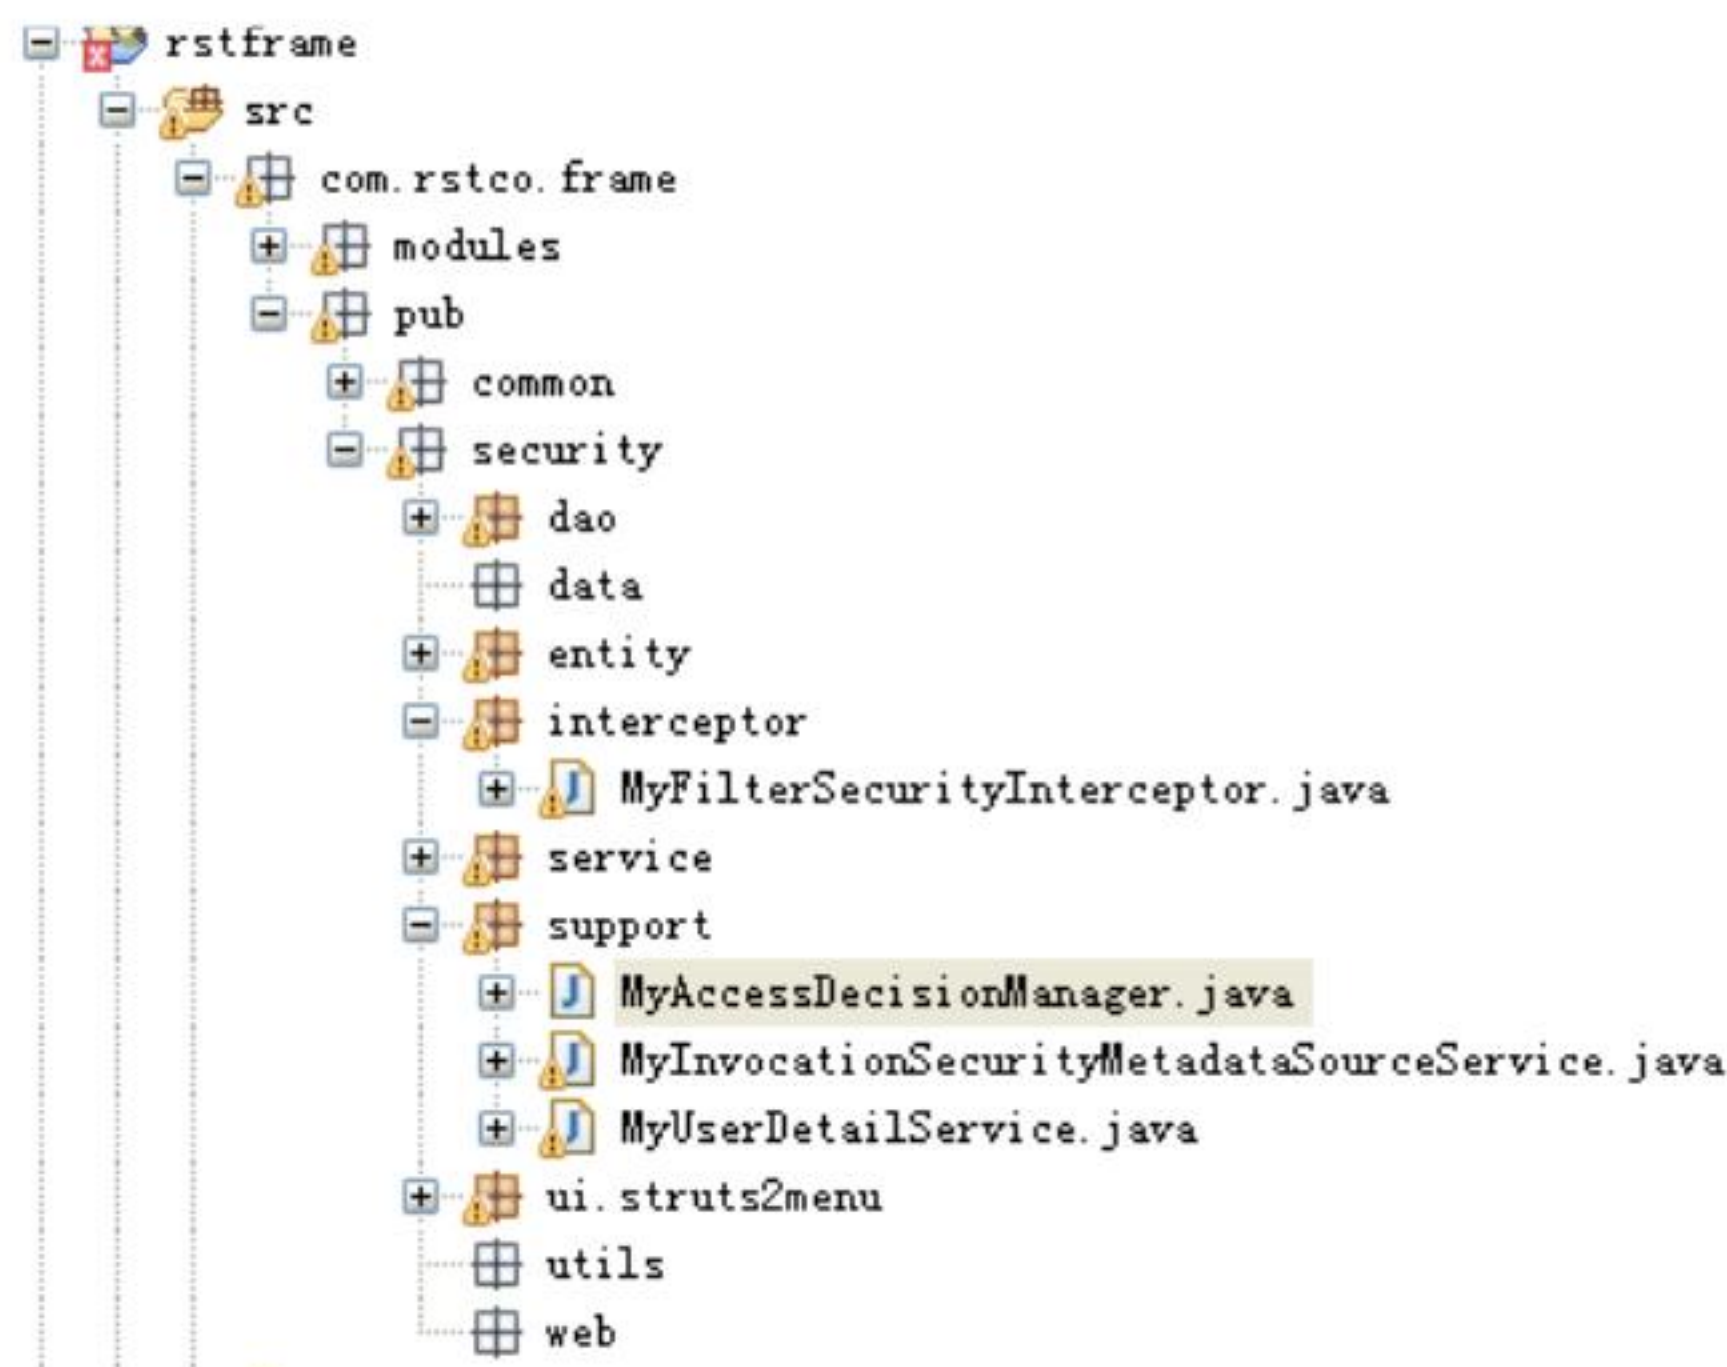 rstframe
src
com.rstco.frame
modules
pub
common
security
dao
data
entity
interceptor
MyFilterSecurityInterceptor.java
service
support
MyAccessDecisionManager.java
MyInvocationSecurityMetadataSourceService.java
MyUserDetailService.java
ui.struts2menu
utils
web